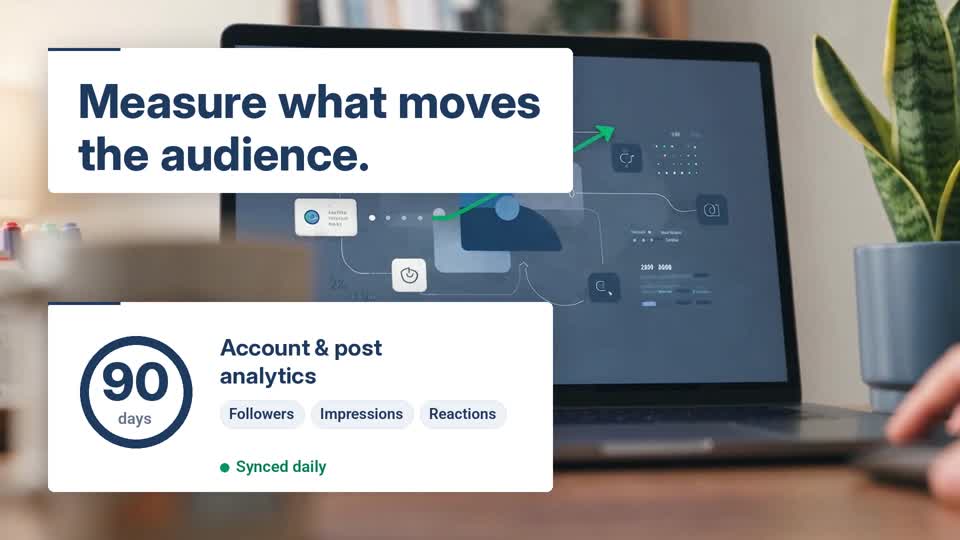 Measure what moves
the audience.
90
days
Account & post
analytics
Followers
Impressions
Reactions
Synced daily